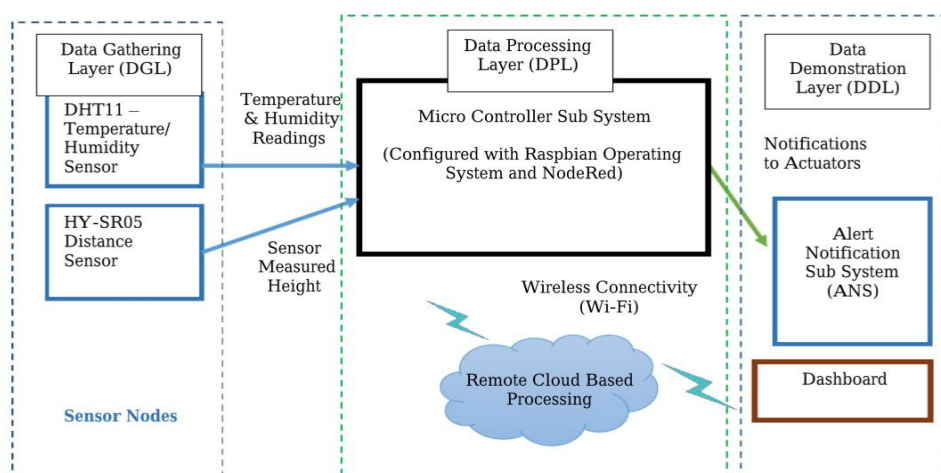 Data Gathering
Layer (DGL)
DHT11 –
Temperature/
Humidity
Sensor
HY-SR05
Distance
Sensor
Sensor Nodes
Temperature
& Humidity
Readings
Sensor
Measured
Height
Data Processing
Layer (DPL)
Micro Controller Sub System
(Configured with Raspbian Operating
System and NodeRed)
Wireless Connectivity
(Wi-Fi)
Remote Cloud Based
Processing
Data
Demonstration
Layer (DDL)
Notifications
to Actuators
Alert
Notification
Sub System
(ANS)
Dashboard